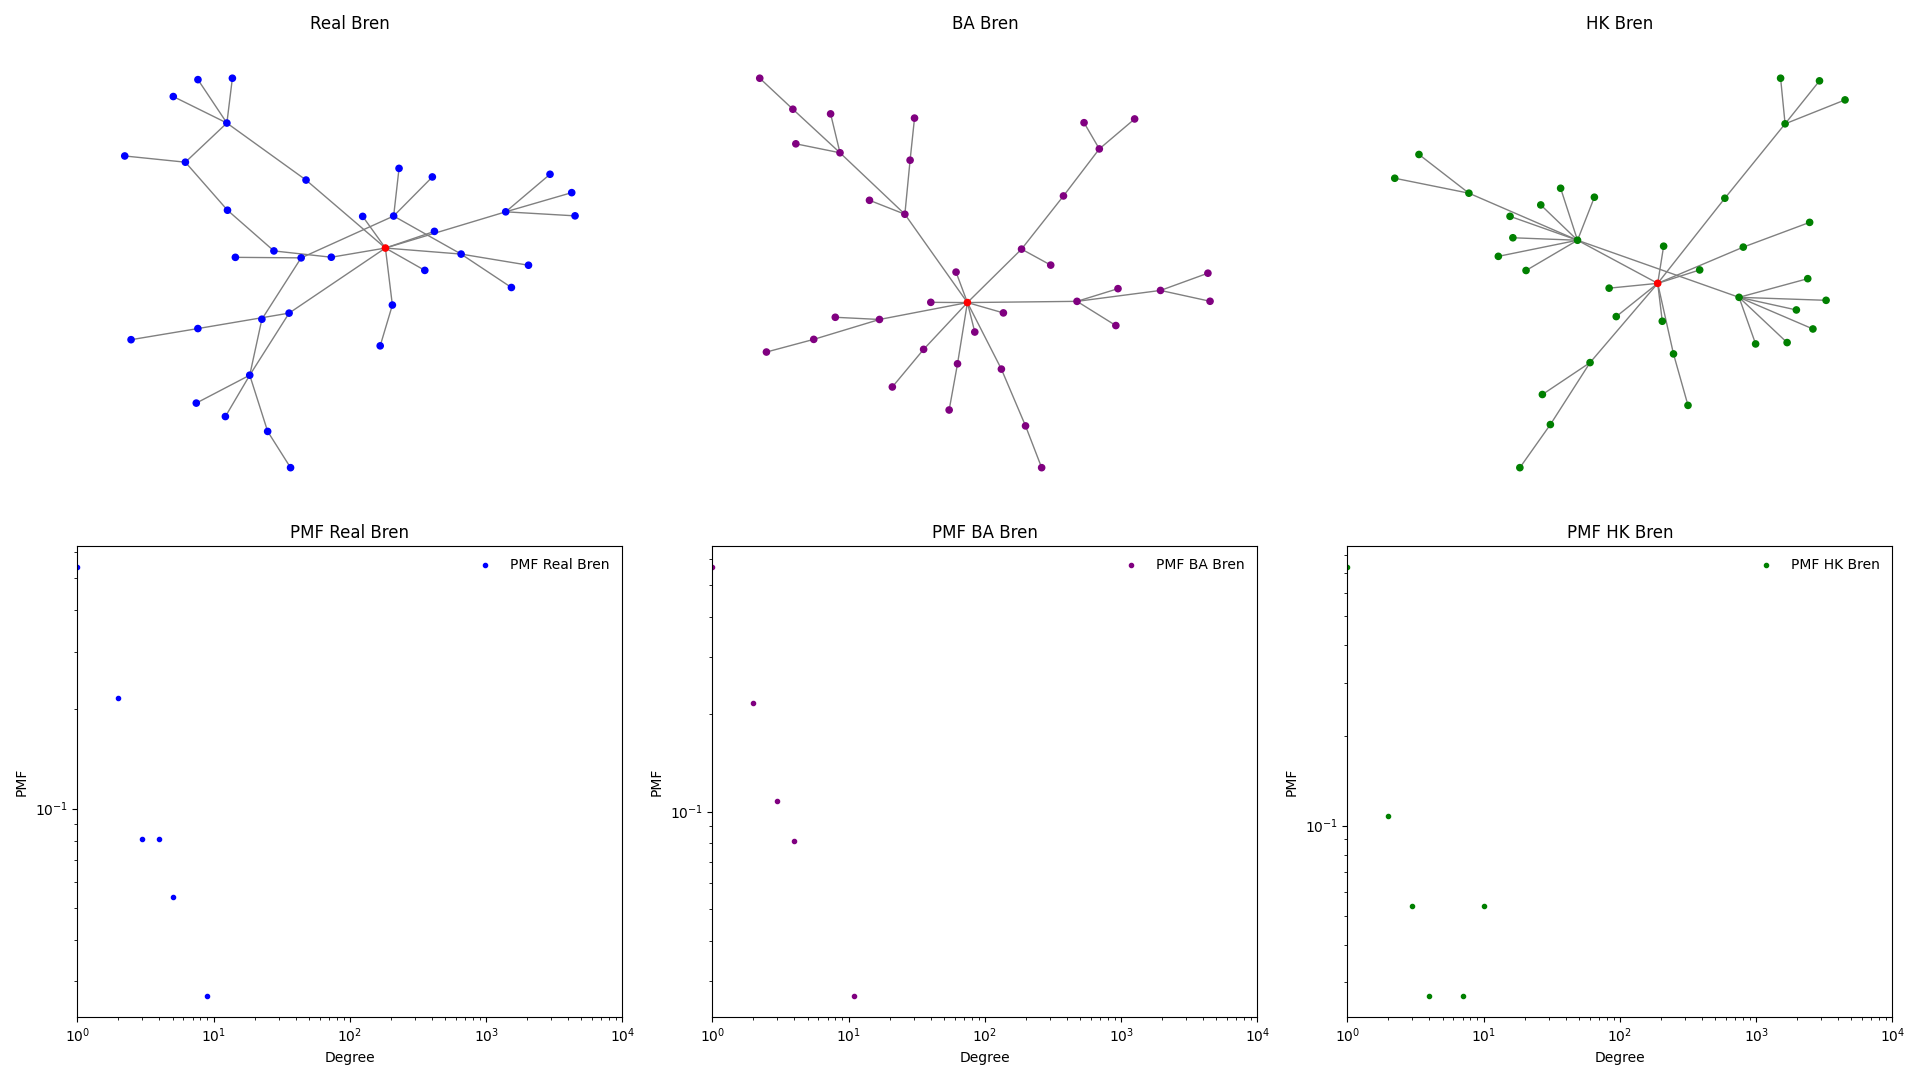 Real Bren
BA Bren
HK Bren
PMF Real Bren
PMF Real Bren
PMF
10⁻¹
10⁰ 10¹ 10² 10³ 10⁴
Degree
PMF BA Bren
PMF BA Bren
PMF
10⁻¹
10⁰ 10¹ 10² 10³ 10⁴
Degree
PMF HK Bren
PMF HK Bren
PMF
10⁻¹
10⁰ 10¹ 10² 10³ 10⁴
Degree